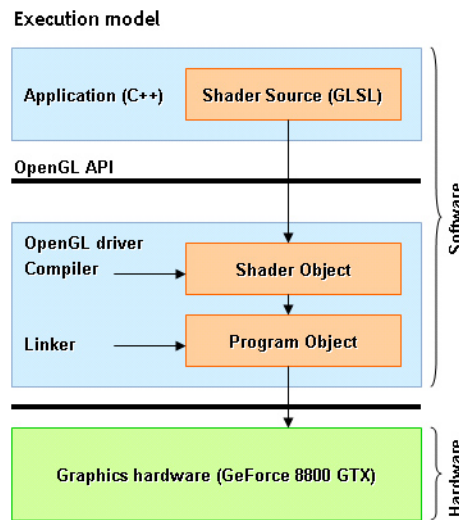 Execution model
Application (C++)
Shader Source (GLSL)
OpenGL API
OpenGL driver
Compiler
Shader Object
Linker
Program Object
Graphics hardware (GeForce 8800 GTX)
Software
Hardware